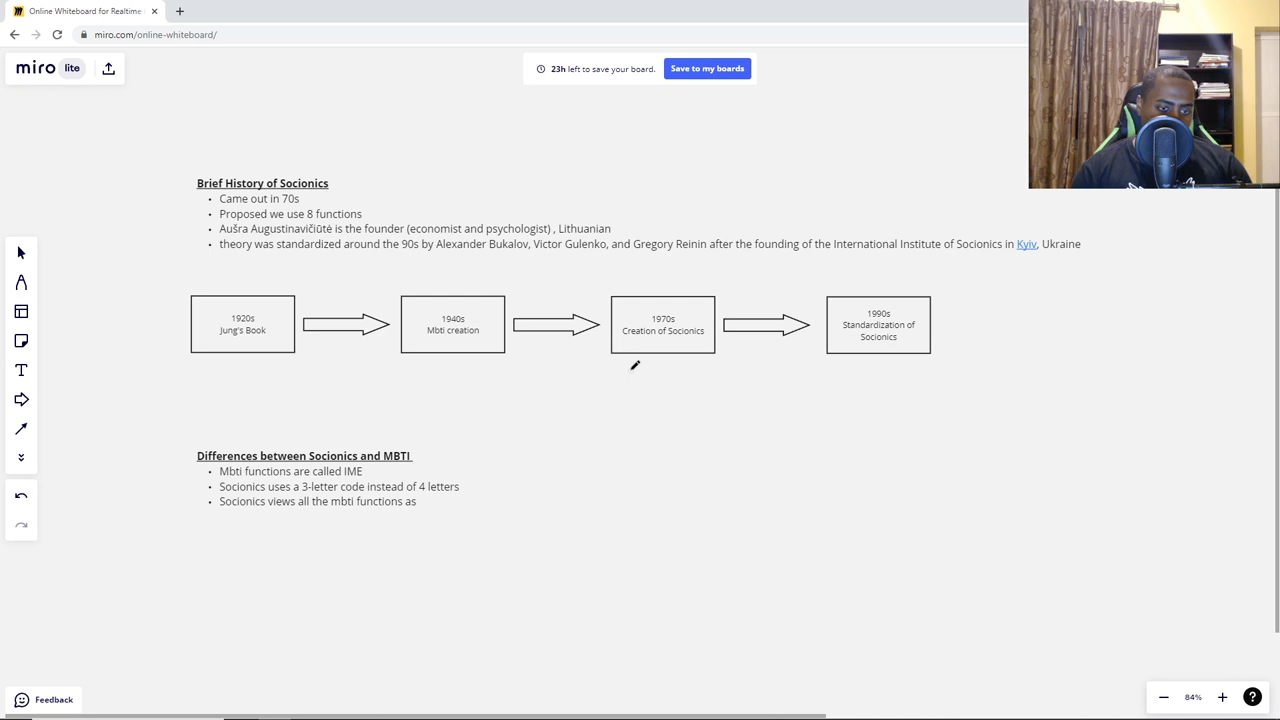 Online Whiteboard for Realtime
miro.com/online-whiteboard/
miro lite
23h left to save your board.
Save to my boards
Brief History of Socionics
• Came out in 70s
• Proposed we use 8 functions
• Aušra Augustinavičiūtė is the founder (economist and psychologist) , Lithuanian
• theory was standardized around the 90s by Alexander Bukalov, Victor Gulenko, and Gregory Reinin after the founding of the International Institute of Socionics in Kyiv, Ukraine
1920s
Jung's Book
1940s
Mbti creation
1970s
Creation of Socionics
1990s
Standardization of
Socionics
Differences between Socionics and MBTI
• Mbti functions are called IME
• Socionics uses a 3-letter code instead of 4 letters
• Socionics views all the mbti functions as
Feedback
84%